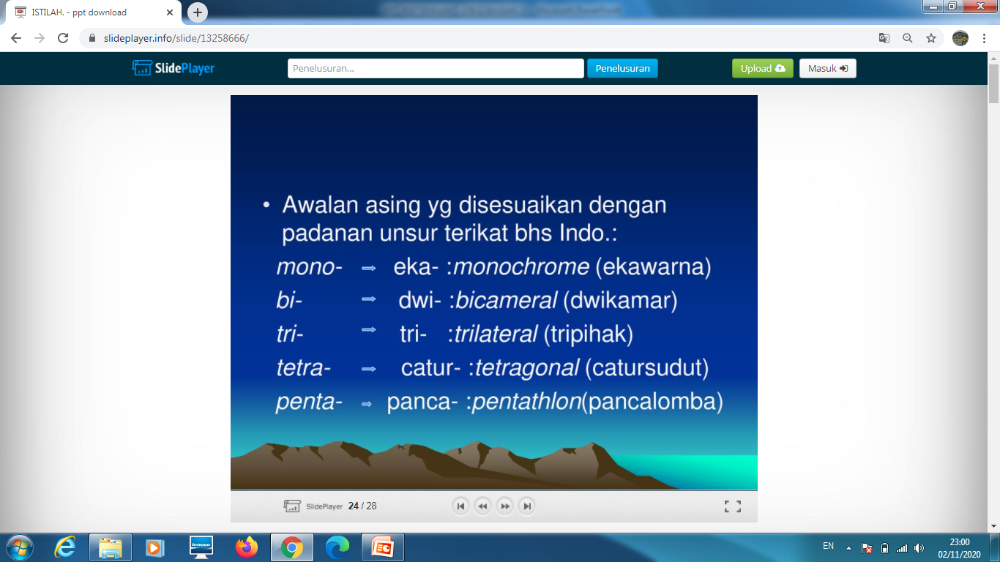 ISTILAH. - ppt download
slideplayer.info/slide/13258666/
SlidePlayer
Penelusuran...
Penelusuran
Upload
Masuk
• Awalan asing yg disesuaikan dengan
padanan unsur terikat bhs Indo.:
mono- ⇨ eka- :monochrome (ekawarna)
bi- ⇨ dwi- :bicameral (dwikamar)
tri- ⇨ tri- :trilateral (tripihak)
tetra- ⇨ catur- :tetragonal (catursudut)
penta- ⇨ panca- :pentathlon(pancalomba)
SlidePlayer 24 / 28
lenovo
EN
23:00
02/11/2020